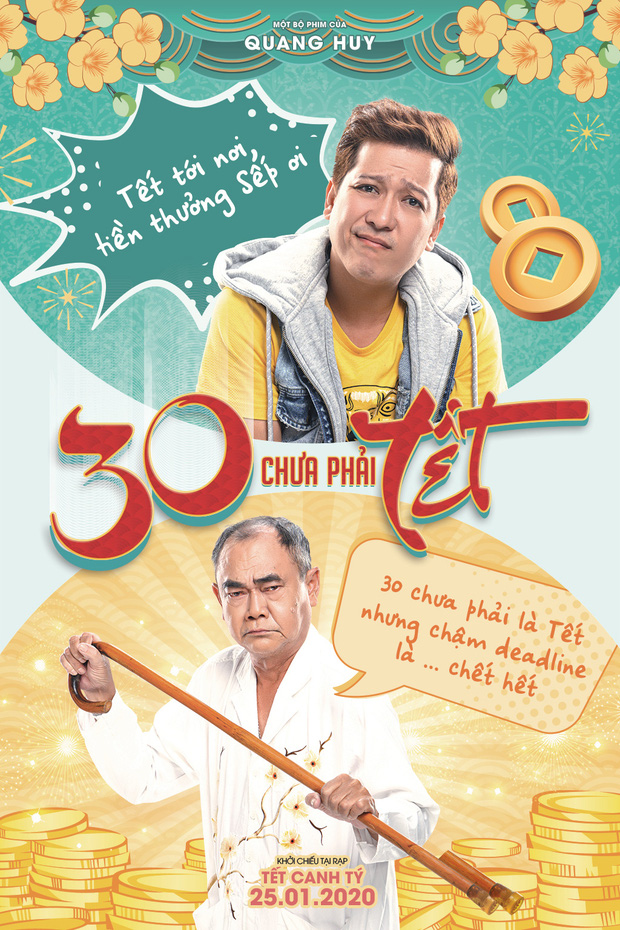 MỘT BỘ PHIM CỦA
QUANG HUY
Tết tới nơi,
tiền thưởng Sếp ơi
30 CHƯA PHẢI TẾT
30 chưa phải là Tết
nhưng chậm deadline
là ... chết hết
KHỞI CHIẾU TẠI RẠP
TẾT CANH TÝ
25.01.2020